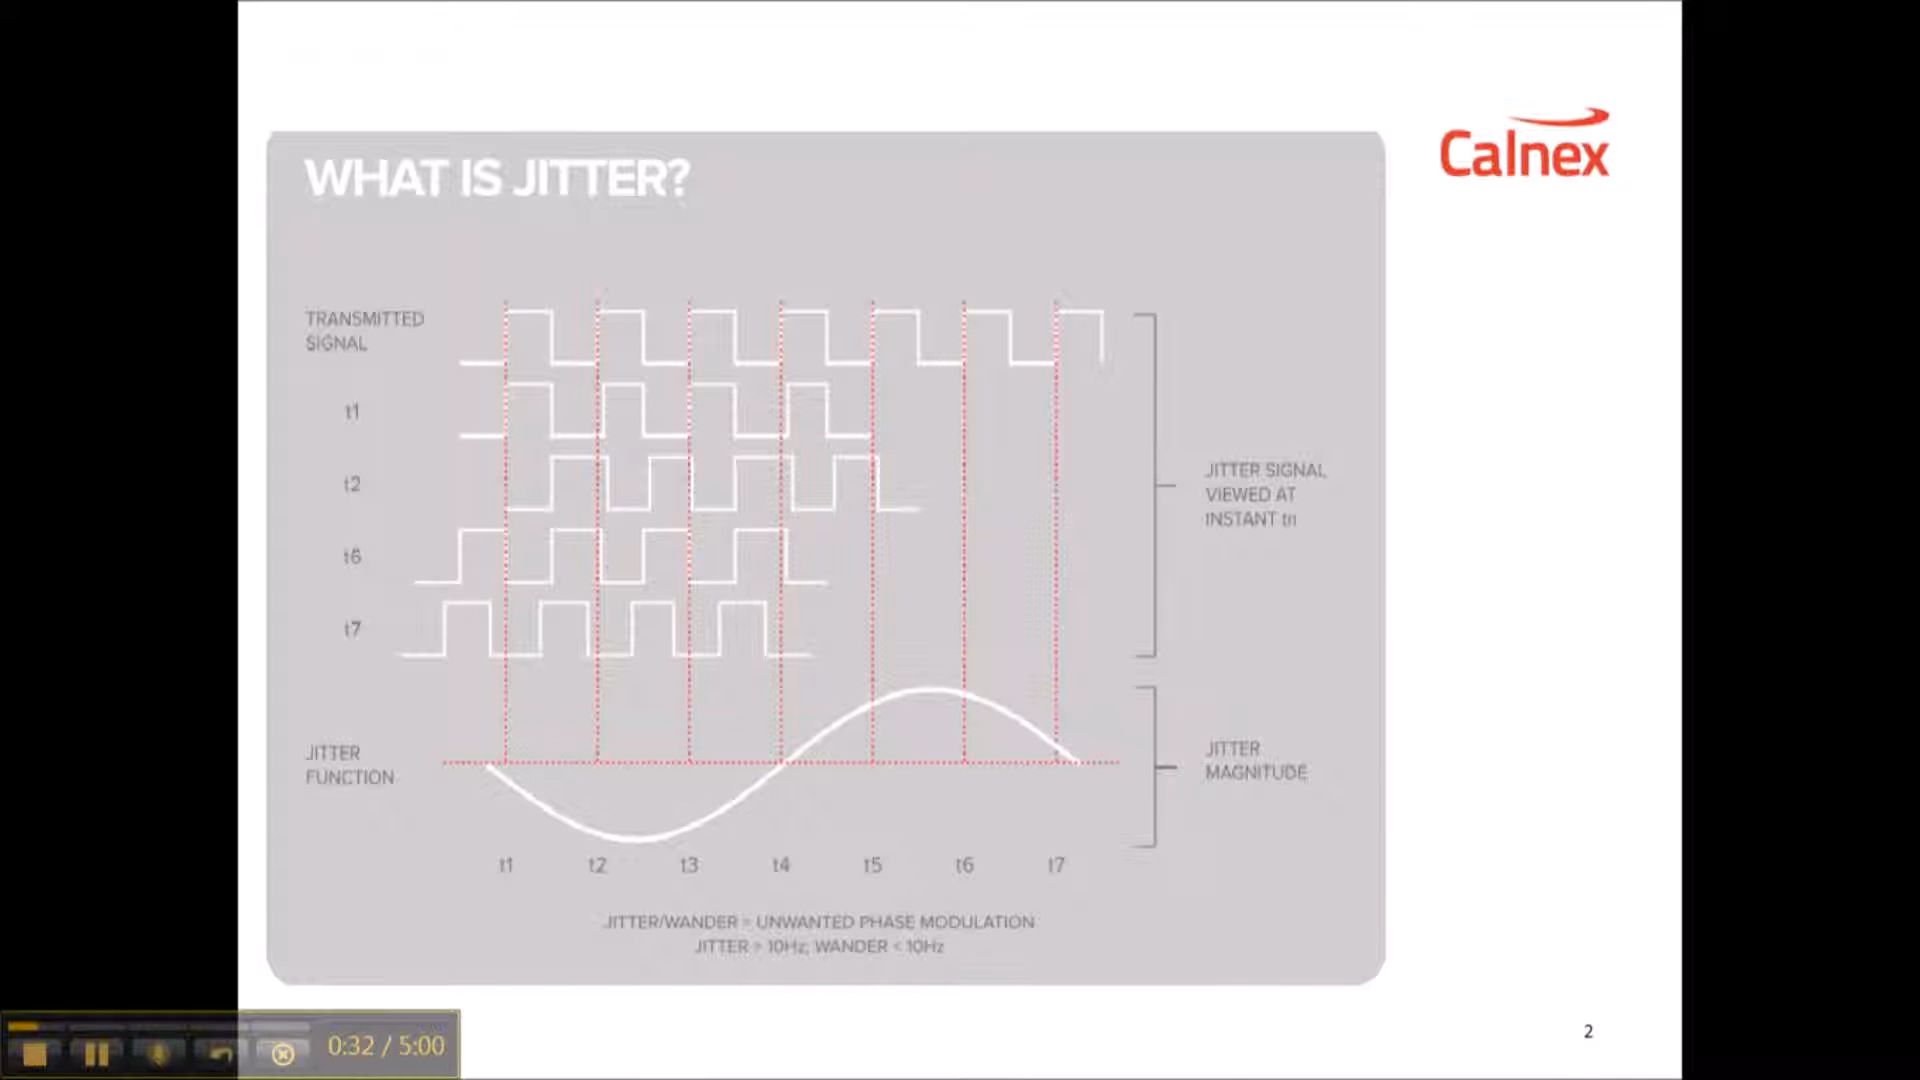 Calnex
WHAT IS JITTER?
TRANSMITTED
SIGNAL
t1
t2
t6
t7
JITTER SIGNAL
VIEWED AT
INSTANT tn
JITTER
FUNCTION
JITTER
MAGNITUDE
t1 t2 t3 t4 t5 t6 t7
JITTER/WANDER = UNWANTED PHASE MODULATION
JITTER > 10Hz; WANDER < 10Hz
2
0:32 / 5:00